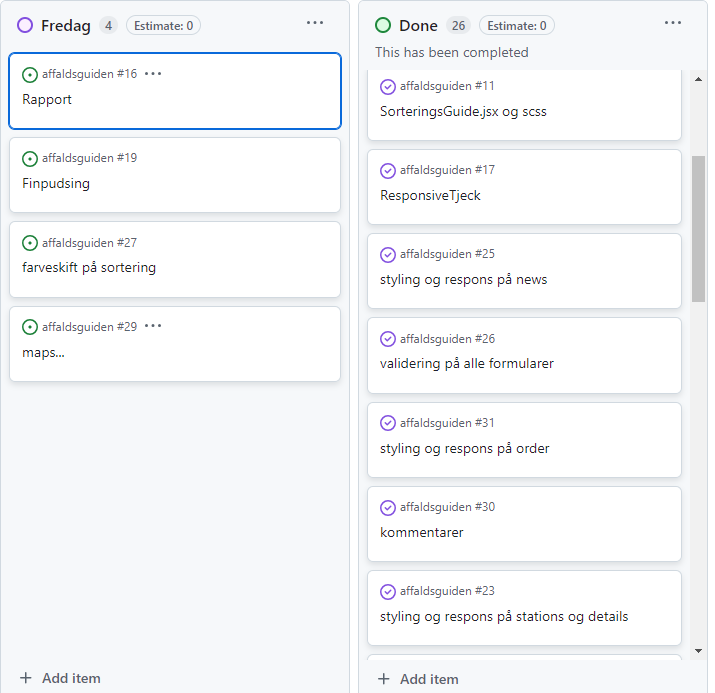 Fredag 4 Estimate: 0 ...
affaldsguiden #16 ...
Rapport
affaldsguiden #19
Finpudsing
affaldsguiden #27
farveskift på sortering
affaldsguiden #29 ...
maps...
+ Add item
Done 26 Estimate: 0 ...
This has been completed
affaldsguiden #11
SorteringsGuide.jsx og scss
affaldsguiden #17
ResponsiveTjeck
affaldsguiden #25
styling og respons på news
affaldsguiden #26
validering på alle formularer
affaldsguiden #31
styling og respons på order
affaldsguiden #30
kommentarer
affaldsguiden #23
styling og respons på stations og details
+ Add item